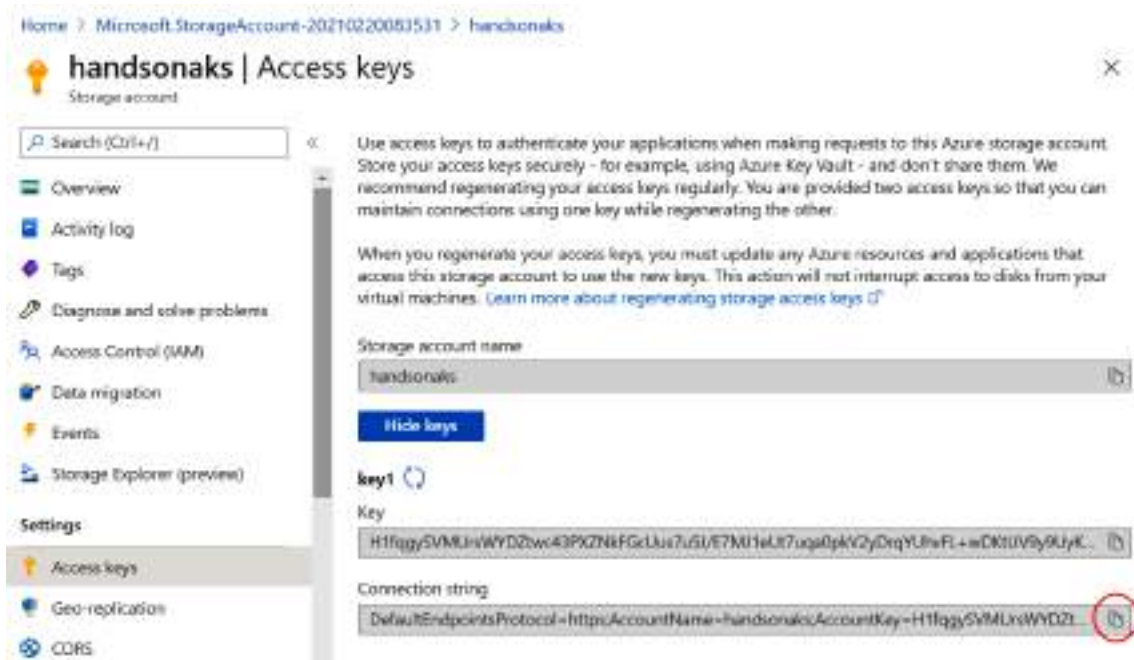 Home > Microsoft.StorageAccount-20210220083531 > handsonaks
handsonaks | Access keys
Storage account
Search (Ctrl+/)
Overview
Activity log
Tags
Diagnose and solve problems
Access Control (IAM)
Data migration
Events
Storage Explorer (preview)
Settings
Access keys
Geo-replication
CORS
Use access keys to authenticate your applications when making requests to this Azure storage account.
Store your access keys securely - for example, using Azure Key Vault - and don't share them. We
recommend regenerating your access keys regularly. You are provided two access keys so that you can
maintain connections using one key while regenerating the other.
When you regenerate your access keys, you must update any Azure resources and applications that
access this storage account to use the new keys. This action will not interrupt access to disks from your
virtual machines. Learn more about regenerating storage access keys
Storage account name
handsonaks
Hide keys
key1
Key
Connection string
DefaultEndpointsProtocol=https;AccountName=handsonaks;AccountKey=